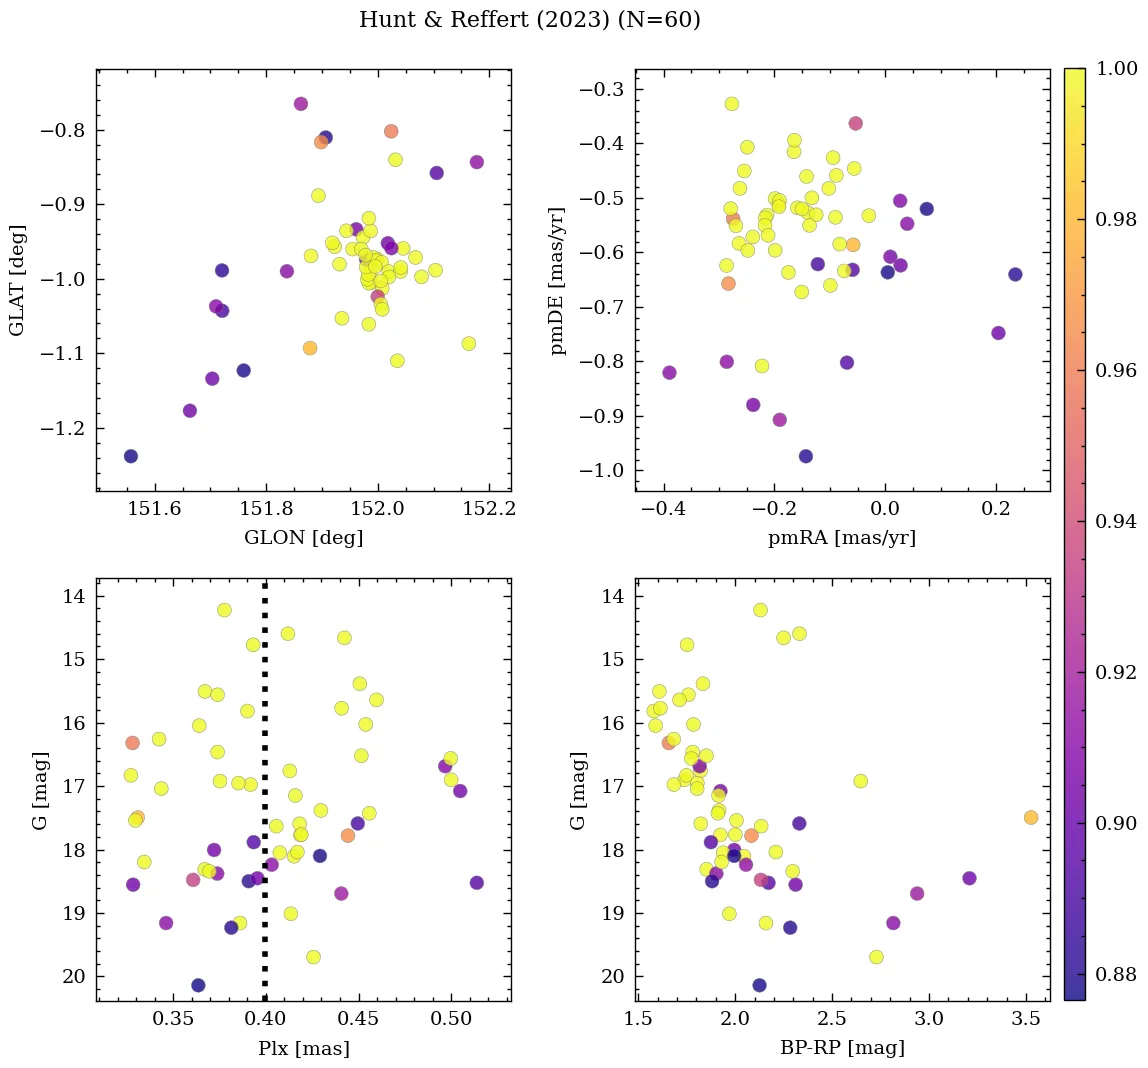 Hunt & Reffert (2023) (N=60)
−0.8
−0.9
−1.0
−1.1
−1.2
GLAT [deg]
151.6 151.8 152.0 152.2
GLON [deg]
−0.3
−0.4
−0.5
−0.6
−0.7
−0.8
−0.9
−1.0
pmDE [mas/yr]
−0.4 −0.2 0.0 0.2
pmRA [mas/yr]
14
15
16
17
18
19
20
G [mag]
0.35 0.40 0.45 0.50
Plx [mas]
14
15
16
17
18
19
20
G [mag]
1.5 2.0 2.5 3.0 3.5
BP-RP [mag]
1.00
0.98
0.96
0.94
0.92
0.90
0.88